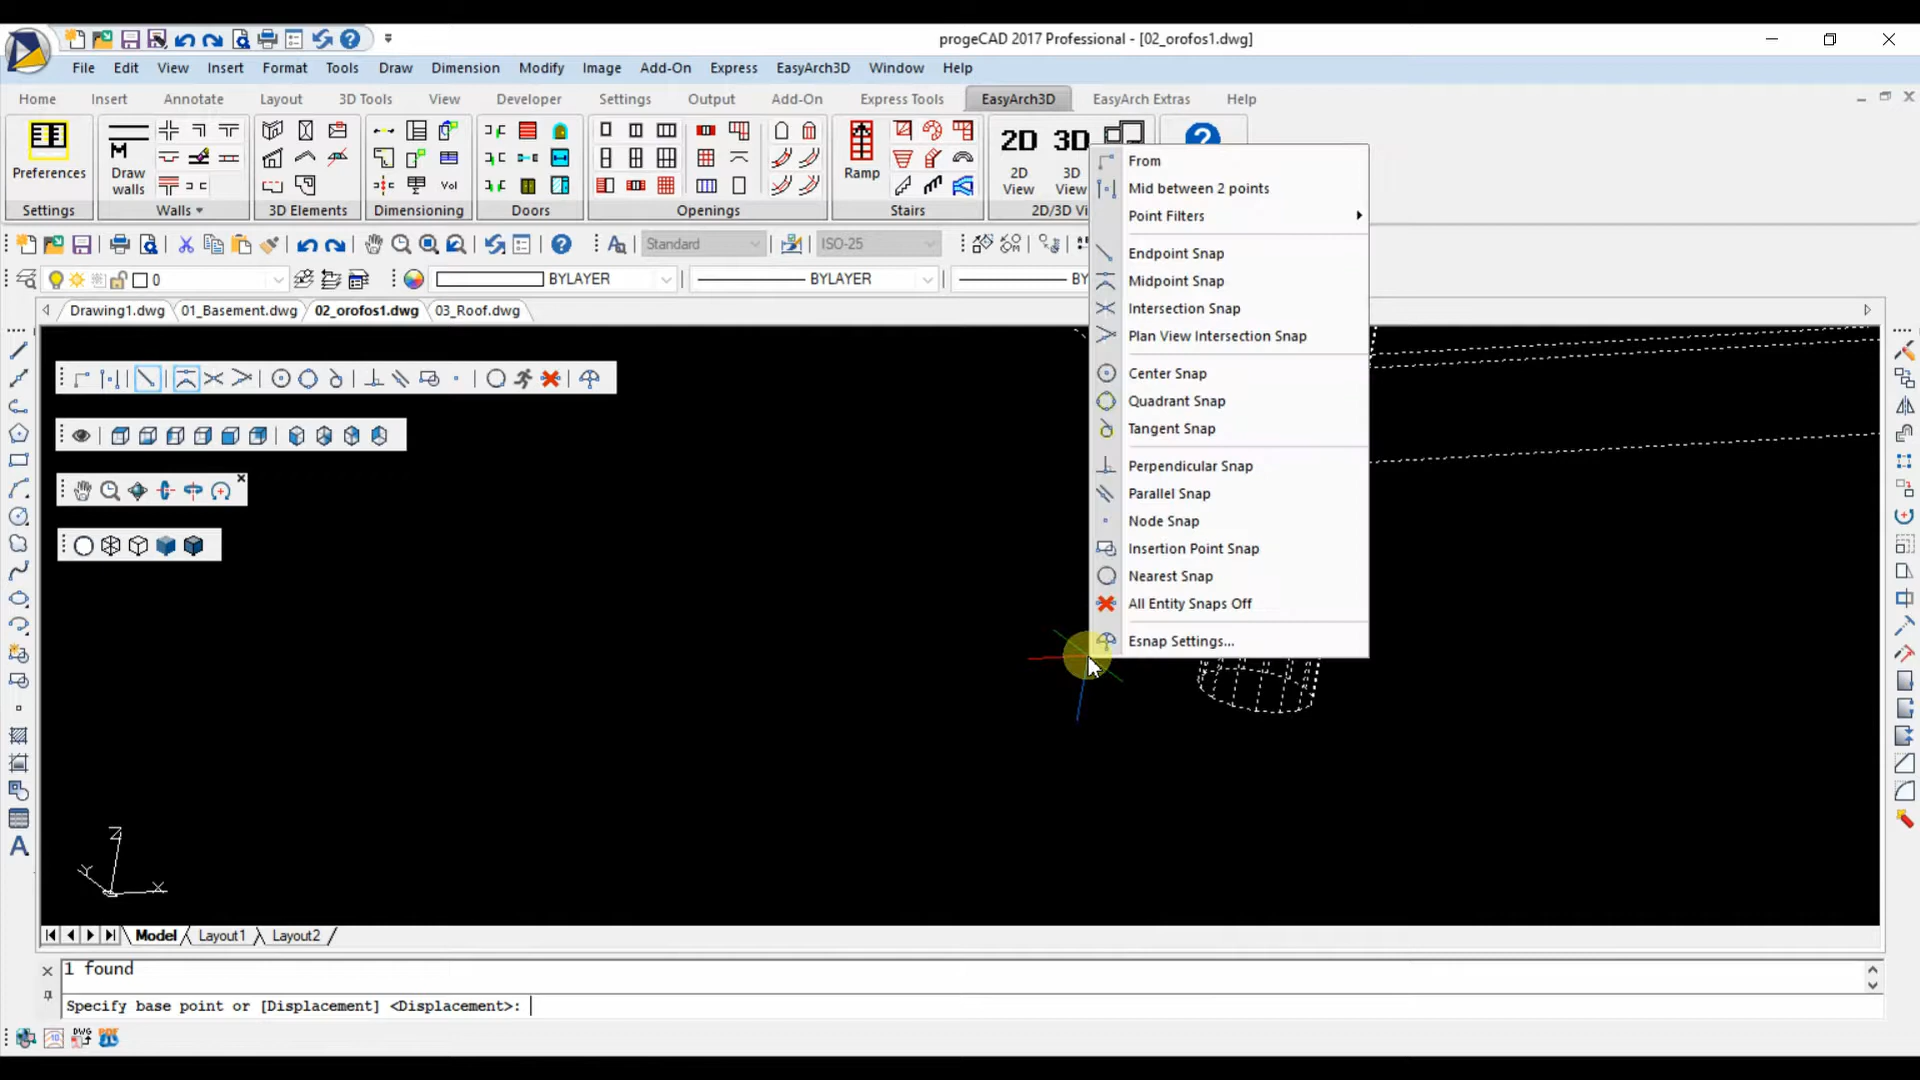 progeCAD 2017 Professional - [02_orofos1.dwg]
File Edit View Insert Format Tools Draw Dimension Modify Image Add-On Express EasyArch3D Window Help
Home Insert Annotate Layout 3D Tools View Developer Settings Output Add-On Express Tools EasyArch3D EasyArch Extras Help
Preferences
Settings
M
Draw walls
Walls
3D Elements
Vol
Dimensioning
Doors
Openings
Ramp
Stairs
2D 3D
2D View
3D View
2D/3D Vi
Standard ISO-25
0 BYLAYER BYLAYER BY
Drawing1.dwg 01_Basement.dwg 02_orofos1.dwg 03_Roof.dwg
From
Mid between 2 points
Point Filters
Endpoint Snap
Midpoint Snap
Intersection Snap
Plan View Intersection Snap
Center Snap
Quadrant Snap
Tangent Snap
Perpendicular Snap
Parallel Snap
Node Snap
Insertion Point Snap
Nearest Snap
All Entity Snaps Off
Esnap Settings...
Z
Y X
Model Layout1 Layout2
1 found
Specify base point or [Displacement] <Displacement>:
DWG PDF